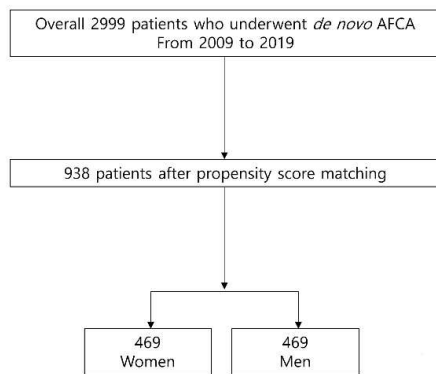 Overall 2999 patients who underwent de novo AFCA
From 2009 to 2019
938 patients after propensity score matching
469
Women
469
Men